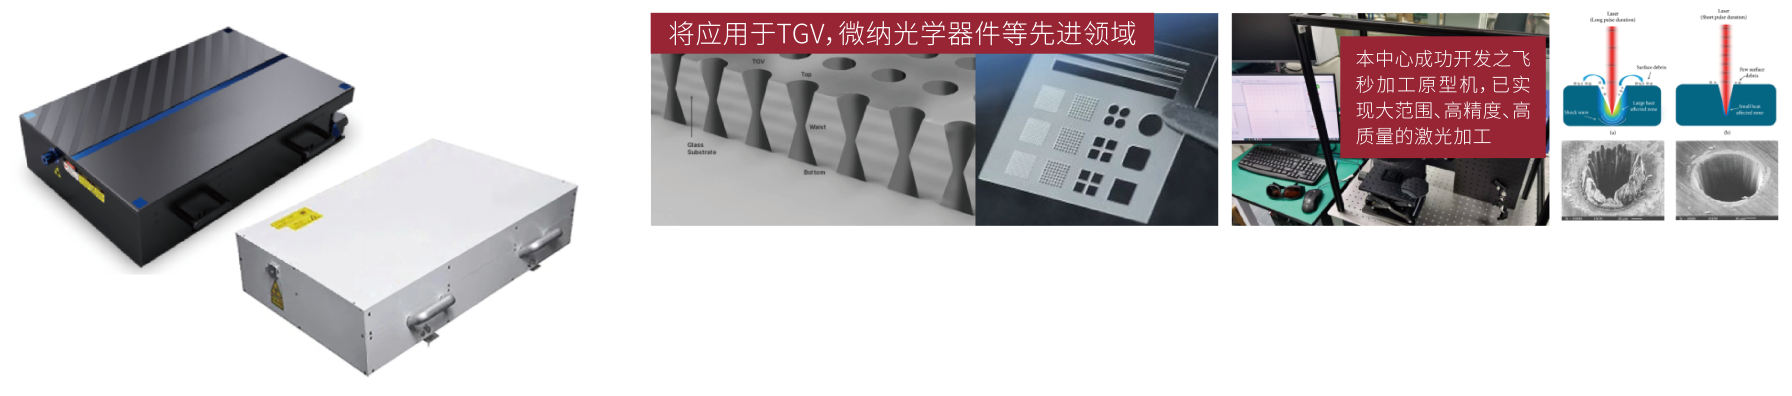 将应用于TGV，微纳光学器件等先进领域
TGV
Top
Waist
Glass
Substrate
Bottom
本中心成功开发之飞
秒加工原型机，已实
现大范围、高精度、高
质量的激光加工
Laser
(Long pulse duration)
Surface debris
Large heat
affected zone
Shock wave
(a)
Laser
(Short pulse duration)
Few surface
debris
Small heat
affected zone
(b)